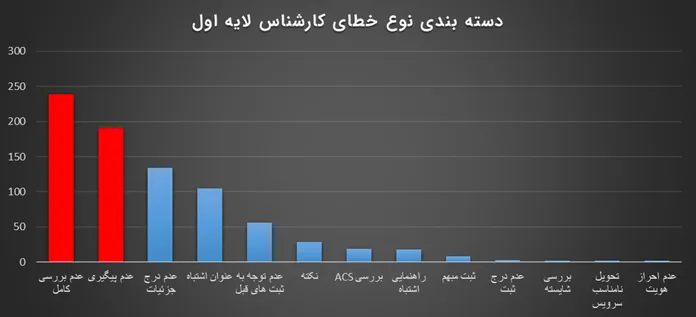 دسته بندی نوع خطای کارشناس لایه اول
300
250
200
150
100
50
0
عدم بررسی
کامل
عدم پیگیری
عدم درج
جزئیات
عنوان اشتباه
عدم توجه به
ثبت های قبل
نکته
بررسی ACS
راهنمایی
اشتباه
ثبت مبهم
عدم درج
ثبت
بررسی
شایسته
تحویل
نامناسب
سرویس
عدم احراز
هویت